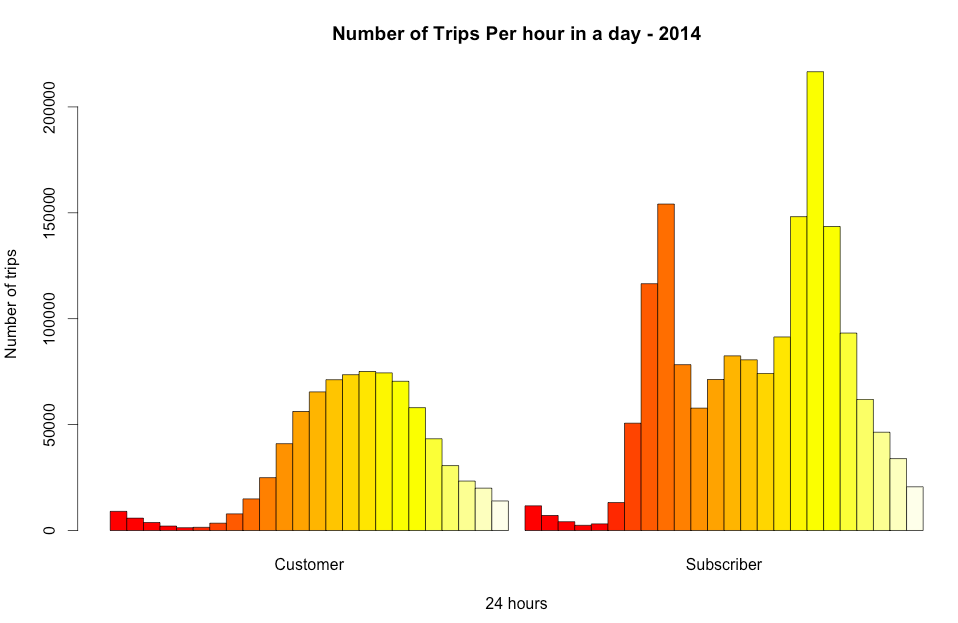 Number of Trips Per hour in a day - 2014
Number of trips
200000
150000
100000
50000
0
Customer
Subscriber
24 hours